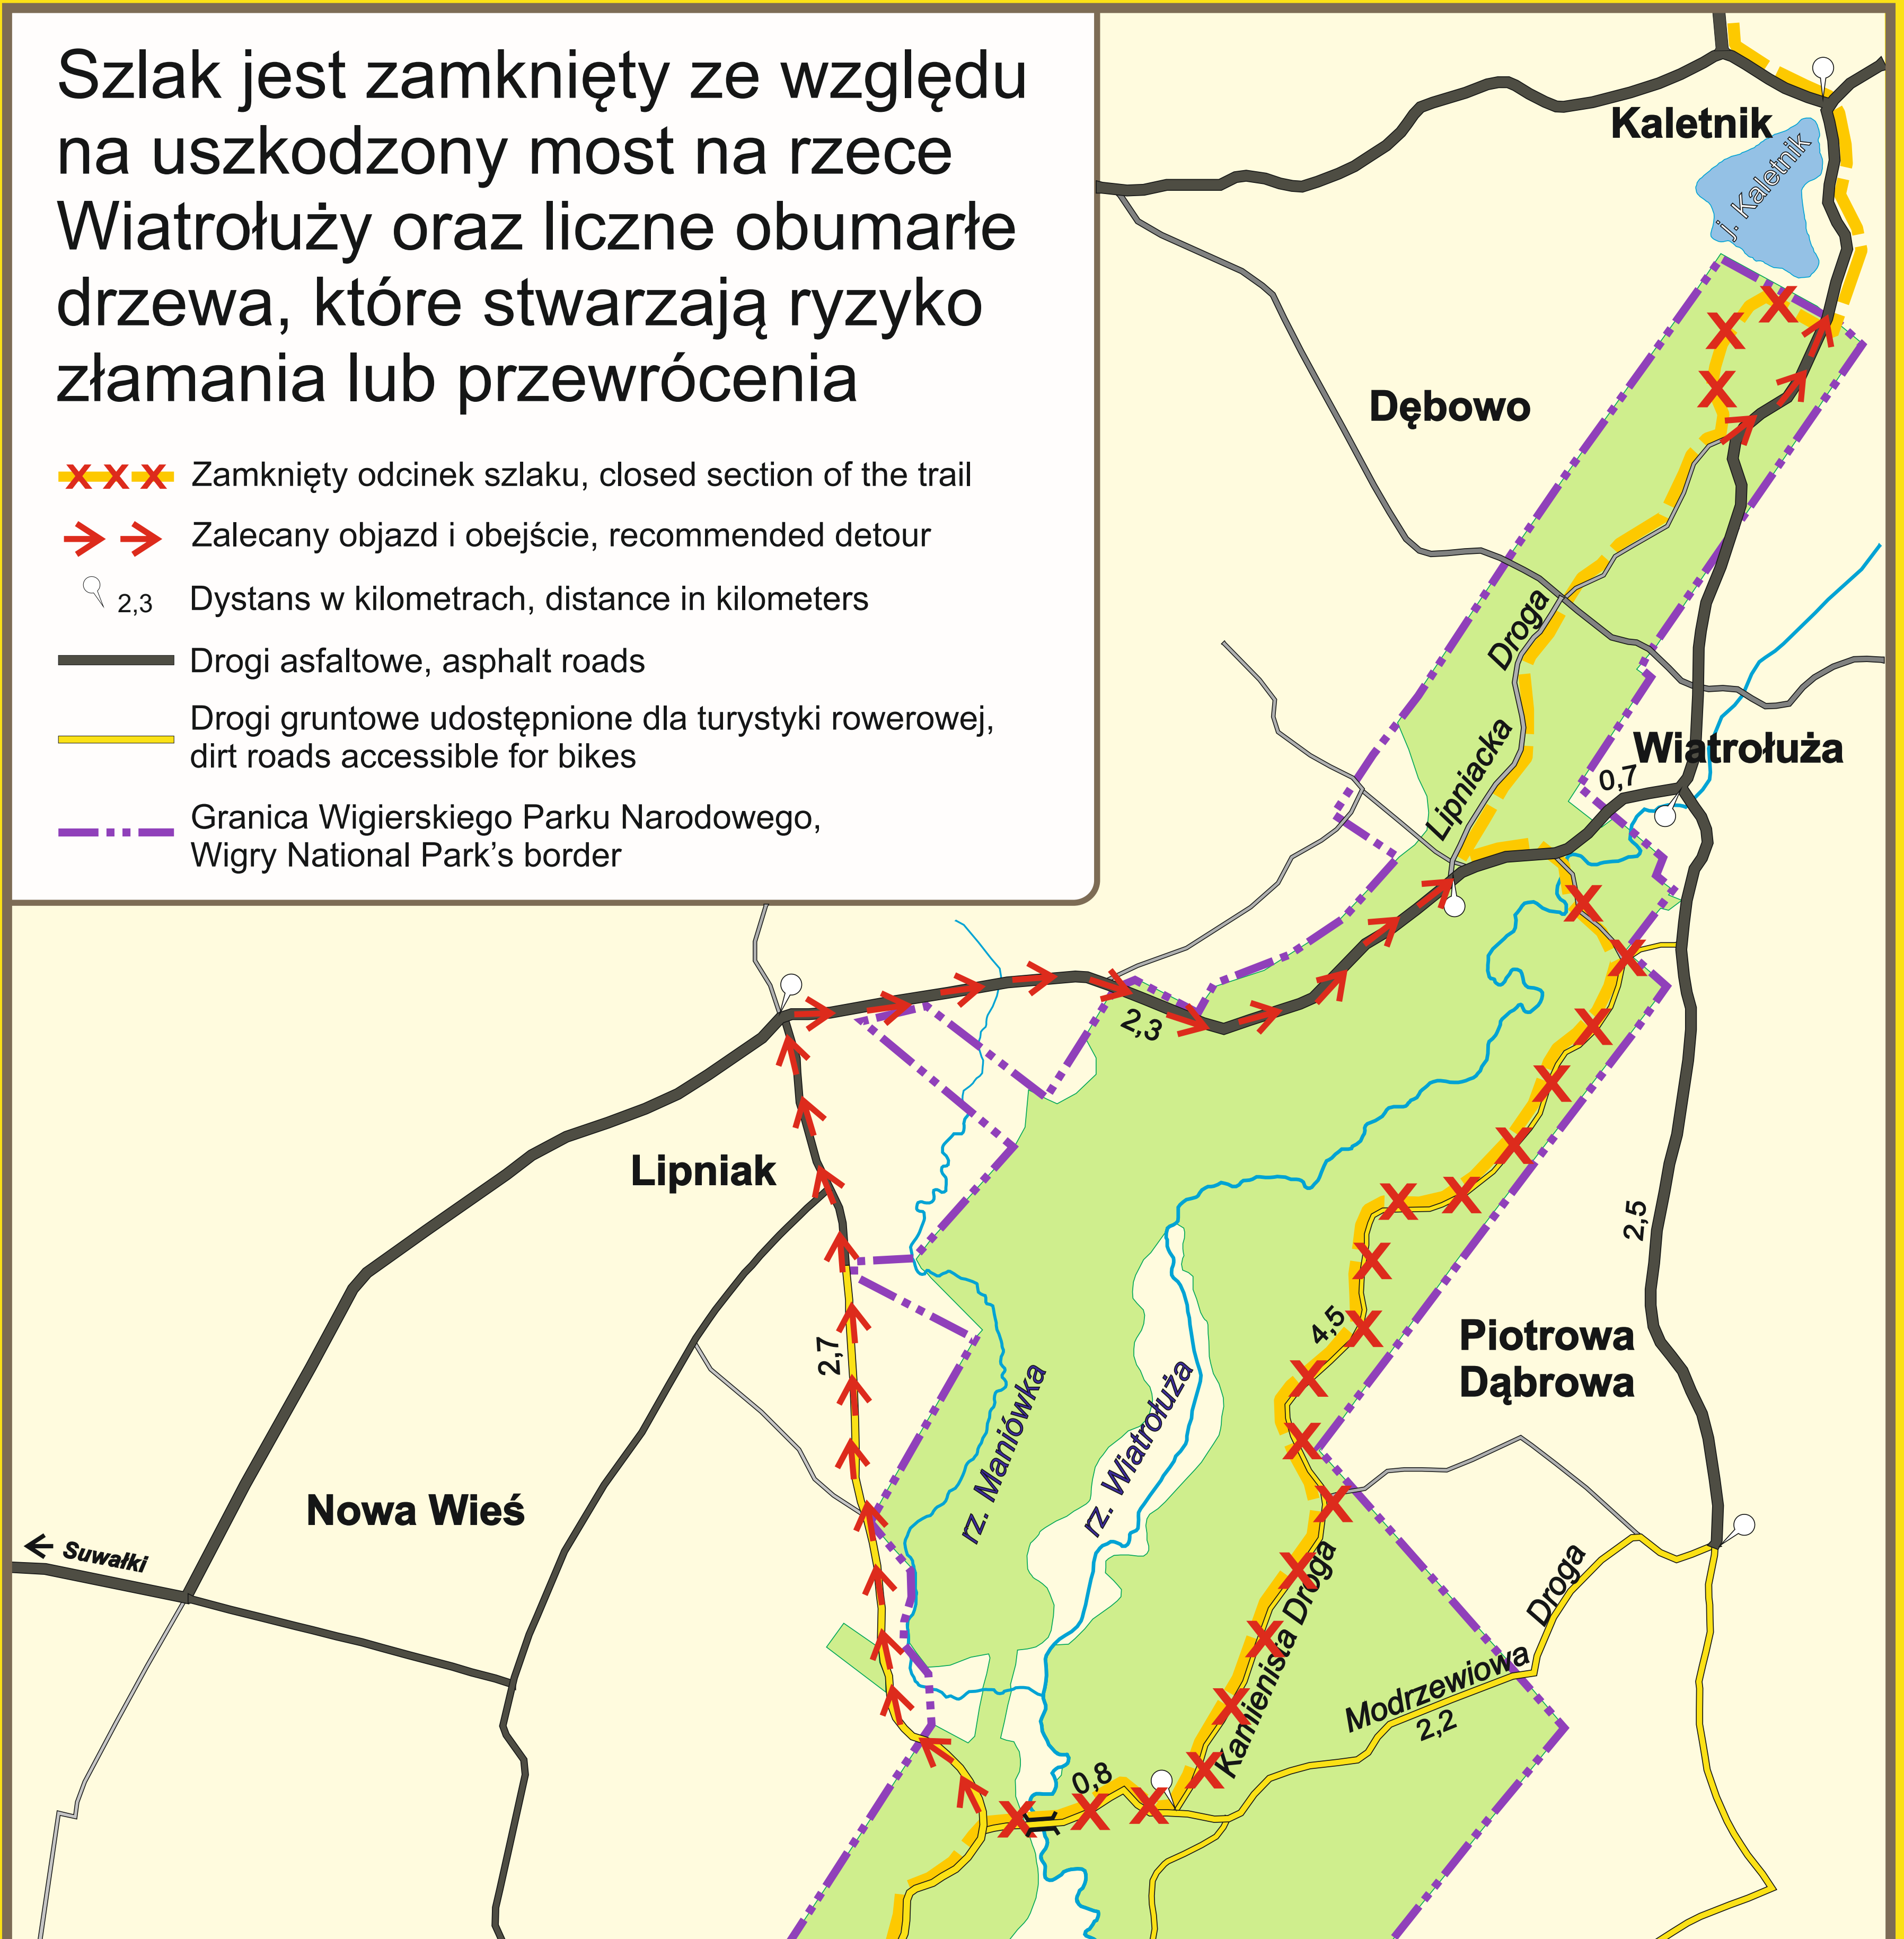 Szlak jest zamknięty ze względu
na uszkodzony most na rzece
Wiatrołuży oraz liczne obumarłe
drzewa, które stwarzają ryzyko
złamania lub przewrócenia
Zamknięty odcinek szlaku, closed section of the trail
Zalecany objazd i obejście, recommended detour
2,3 Dystans w kilometrach, distance in kilometers
Drogi asfaltowe, asphalt roads
Drogi gruntowe udostępnione dla turystyki rowerowej,
dirt roads accessible for bikes
Granica Wigierskiego Parku Narodowego,
Wigry National Park's border
Kaletnik
j. Kaletnik
Dębowo
Droga
Lipniacka
Wiatrołuża
0,7
2,3
Lipniak
2,5
2,7
4,5
Piotrowa
Dąbrowa
rz. Maniówka
rz. Wiatrołuża
Nowa Wieś
Suwałki
Kamienista Droga
Droga
Modrzewiowa
2,2
0,8